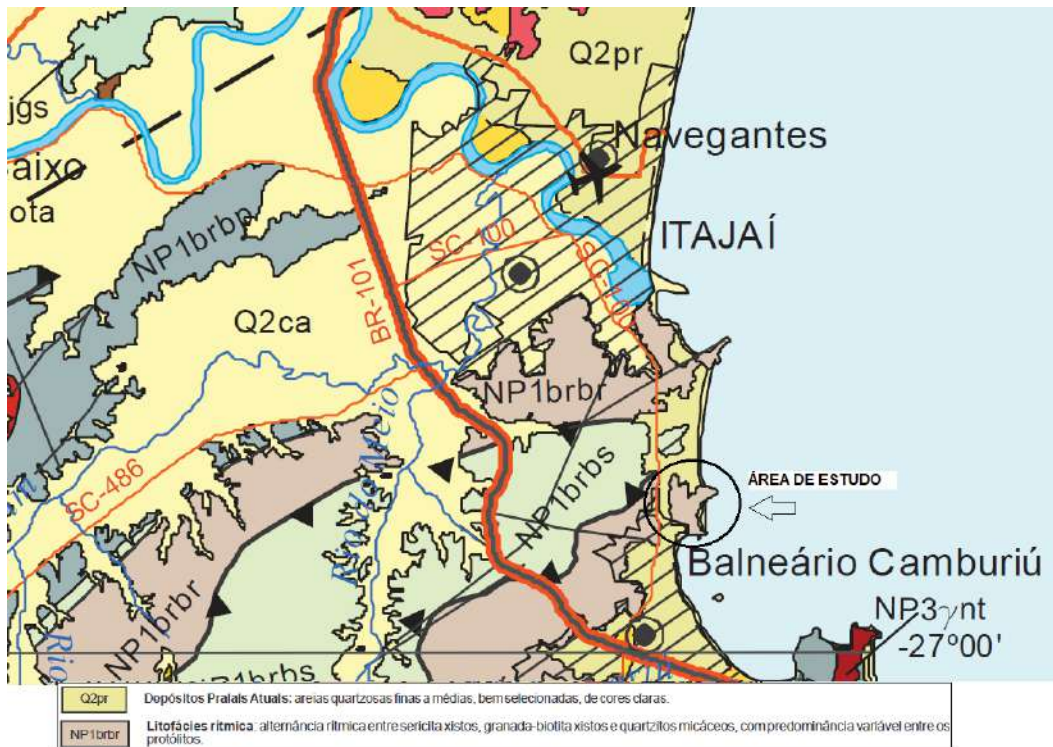 Q2pr
jgs
Navegantes
aixo
ota
NP1brbp
ITAJAÍ
SC-100
BR-101
Q2ca
NP1brbr
NP1brbs
ÁREA DE ESTUDO
SC-486
Balneário Camburiú
NP1brbr
NP3γnt
-27º00'
Rio
NP1brbs
Q2pr Depósitos Praiais Atuais: areias quartzosas finas a médias, bem selecionadas, de cores claras.
NP1brbr Litofácies rítmica: alternância rítmica entre sericita xistos, granada-biotita xistos e quartzitos micáceos, com predominância variável entre os
protólitos.